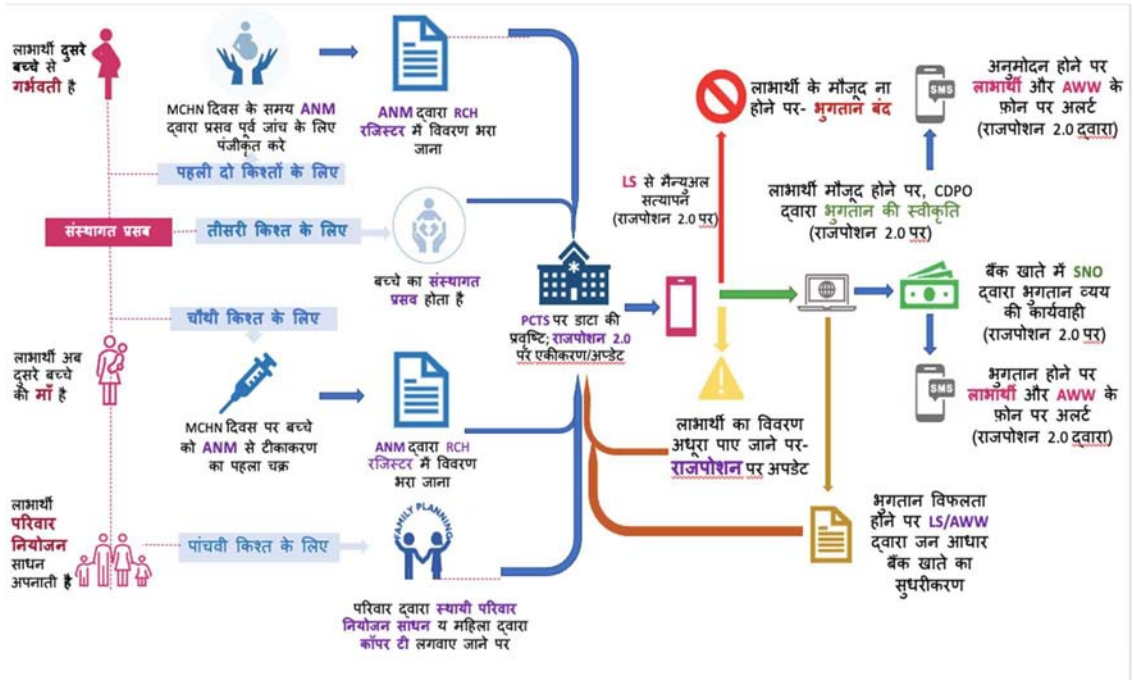 लाभार्थी दुसरे
बच्चे से
गर्भवती है
MCHN दिवस के समय ANM
द्वारा प्रसव पूर्व जांच के लिए
पंजीकृत करे
ANM द्वारा RCH
रजिस्टर में विवरण भरा
जाना
पहली दो किश्तों के लिए
संस्थागत प्रसब
तीसरी किश्त के लिए
बच्चे का संस्थागत
प्रसव होता है
चौथी किश्त के लिए
लाभार्थी अब
दुसरे बच्चे
की माँ है
MCHN दिवस पर बच्चे
को ANM से टीकाकरण
का पहला चक्र
ANM द्वारा RCH
रजिस्टर में विवरण
भरा जाना
लाभार्थी
परिवार
नियोजन
साधन
अपनाती है
पांचवी किश्त के लिए
FAMILY PLANNING
परिवार द्वारा स्थायी परिवार
नियोजन साधन य महिला द्वारा
कॉपर टी लगवाए जाने पर
PCTS पर डाटा की
प्रवृष्टि; राजपोशन 2.0
पर एकीकरण/अप्डेट
LS से मैन्युअल
सत्यापन
(राजपोशन 2.0 पर)
लाभार्थी के मौजूद ना
होने पर- भुगतान बंद
लाभार्थी मौजूद होने पर, CDPO
द्वारा भुगतान की स्वीकृति
(राजपोशन 2.0 पर)
SMS
अनुमोदन होने पर
लाभार्थी और AWW के
फ़ोन पर अलर्ट
(राजपोशन 2.0 द्वारा)
बैंक खाते में SNO
द्वारा भुगतान व्यय
की कार्यवाही
(राजपोशन 2.0 पर)
SMS
भुगतान होने पर
लाभार्थी और AWW के
फ़ोन पर अलर्ट
(राजपोशन 2.0 द्वारा)
लाभार्थी का विवरण
अधूरा पाए जाने पर-
राजपोशन पर अपडेट
भुगतान विफलता
होने पर LS/AWW
द्वारा जन आधार
बैंक खाते का
सुधरीकरण